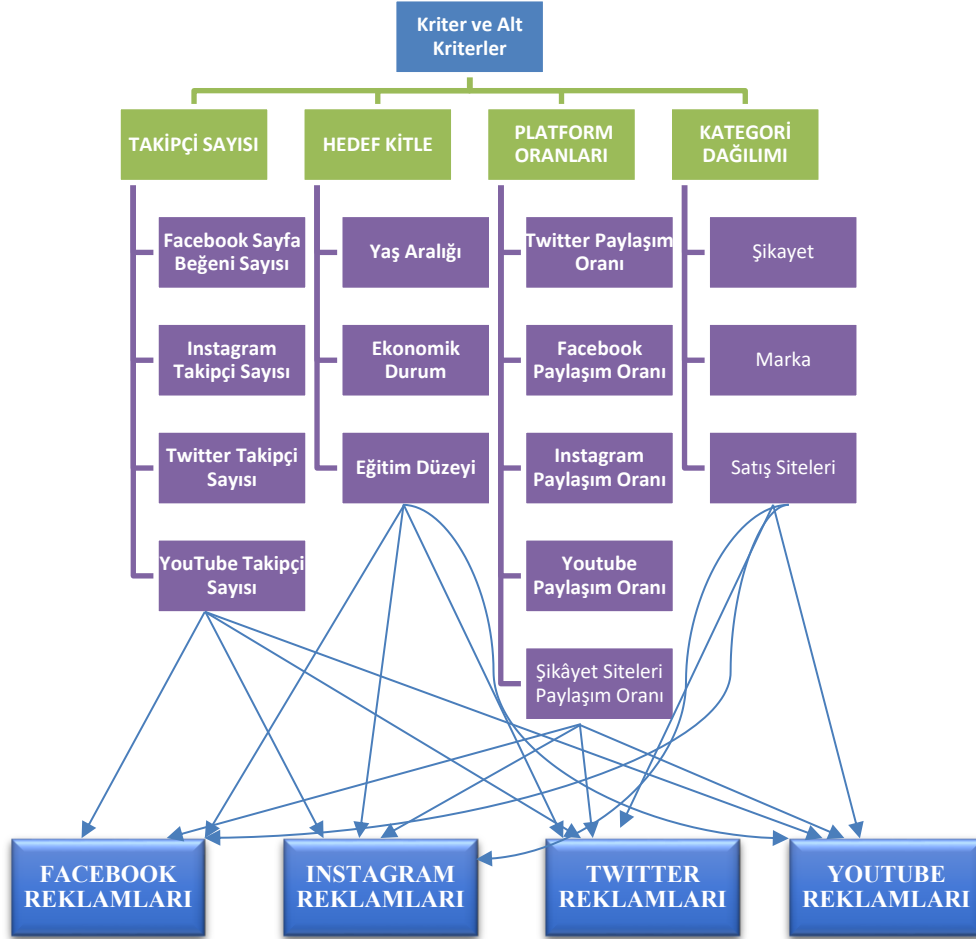 Kriter ve Alt
Kriterler
TAKİPÇİ SAYISI
HEDEF KİTLE
PLATFORM
ORANLARI
KATEGORİ
DAĞILIMI
Facebook Sayfa
Beğeni Sayısı
Yaş Aralığı
Twitter Paylaşım
Oranı
Şikayet
Instagram
Takipçi Sayısı
Ekonomik
Durum
Facebook
Paylaşım Oranı
Marka
Twitter Takipçi
Sayısı
Eğitim Düzeyi
Instagram
Paylaşım Oranı
Satış Siteleri
YouTube Takipçi
Sayısı
Youtube
Paylaşım Oranı
Şikâyet Siteleri
Paylaşım Oranı
FACEBOOK
REKLAMLARI
INSTAGRAM
REKLAMLARI
TWITTER
REKLAMLARI
YOUTUBE
REKLAMLARI